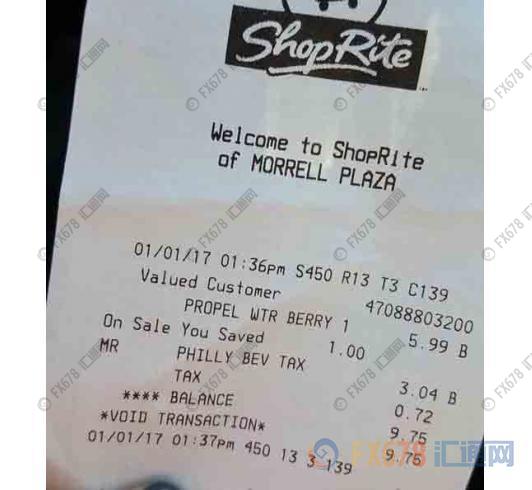 ShopRite
Welcome to ShopRite
of MORRELL PLAZA
01/01/17 01:36pm S450 R13 T3 C139
Valued Customer 47088803200
PROPEL WTR BERRY 1 5.99 B
On Sale You Saved 1.00
MR PHILLY BEV TAX 3.04 B
TAX 0.72
**** BALANCE 9.75
*VOID TRANSACTION* 9.75
01/01/17 01:37pm 450 13 3 139
FX678 汇通网